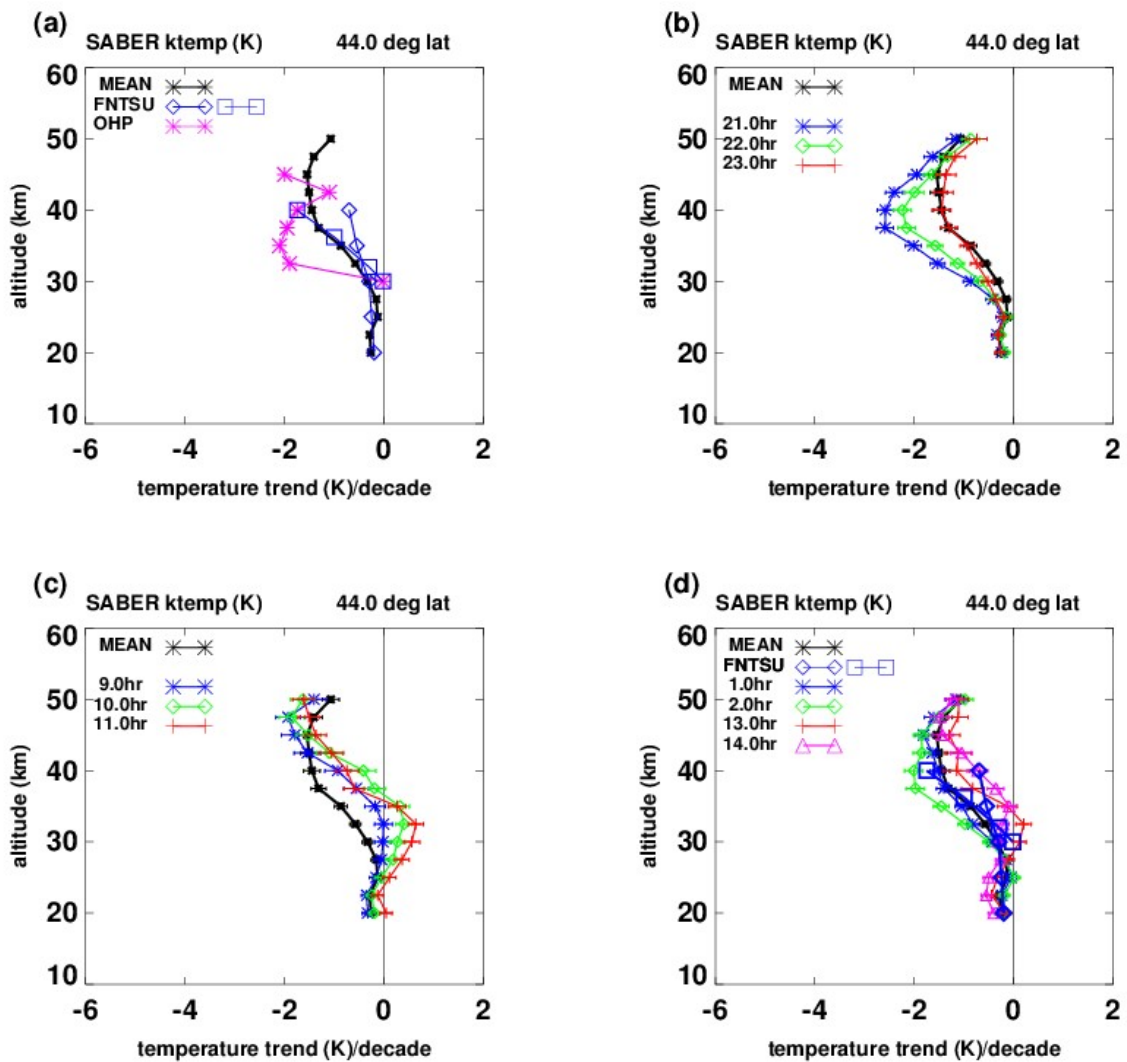 (a)
SABER ktemp (K) 44.0 deg lat
60
MEAN
FNTSU
OHP
50
40
30
20
10
altitude (km)
-6 -4 -2 0 2
temperature trend (K)/decade
(b)
SABER ktemp (K) 44.0 deg lat
60
MEAN
21.0hr
22.0hr
23.0hr
50
40
30
20
10
altitude (km)
-6 -4 -2 0 2
temperature trend (K)/decade
(c)
SABER ktemp (K) 44.0 deg lat
60
MEAN
9.0hr
10.0hr
11.0hr
50
40
30
20
10
altitude (km)
-6 -4 -2 0 2
temperature trend (K)/decade
(d)
SABER ktemp (K) 44.0 deg lat
60
MEAN
FNTSU
1.0hr
2.0hr
13.0hr
14.0hr
50
40
30
20
10
altitude (km)
-6 -4 -2 0 2
temperature trend (K)/decade